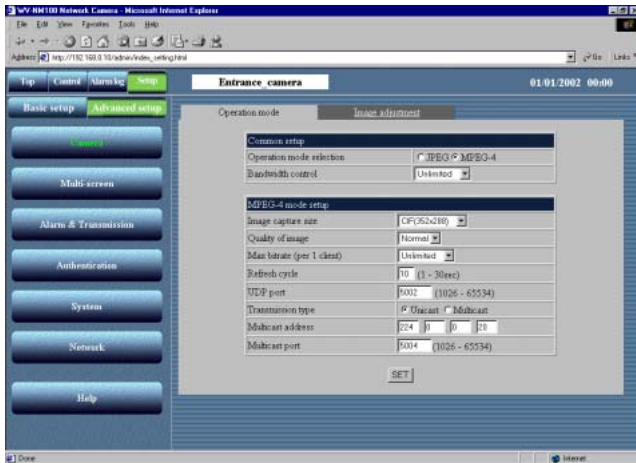 WV-NM100 Network Camera - Microsoft Internet Explorer
File Edit View Favorites Tools Help
Address http://192.168.0.10/admin/index_setting.html Go Links
Top Control Alarm log Setup Entrance_camera 01/01/2002 00:00
Basic setup Advanced setup
Operation mode Image adjustment
Camera
Common setup
Operation mode selection JPEG MPEG-4
Bandwidth control Unlimited
Multi-screen
MPEG-4 mode setup
Image capture size CIF(352x288)
Alarm & Transmission
Quality of image Normal
Max bitrate (per 1 client) Unlimited
Authentication
Refresh cycle 10 (1 - 30sec)
UDP port 5002 (1026 - 65534)
System
Transmission type Unicast Multicast
Multicast address 224 0 0 20
Multicast port 5004 (1026 - 65534)
Network
SET
Help
Done Internet